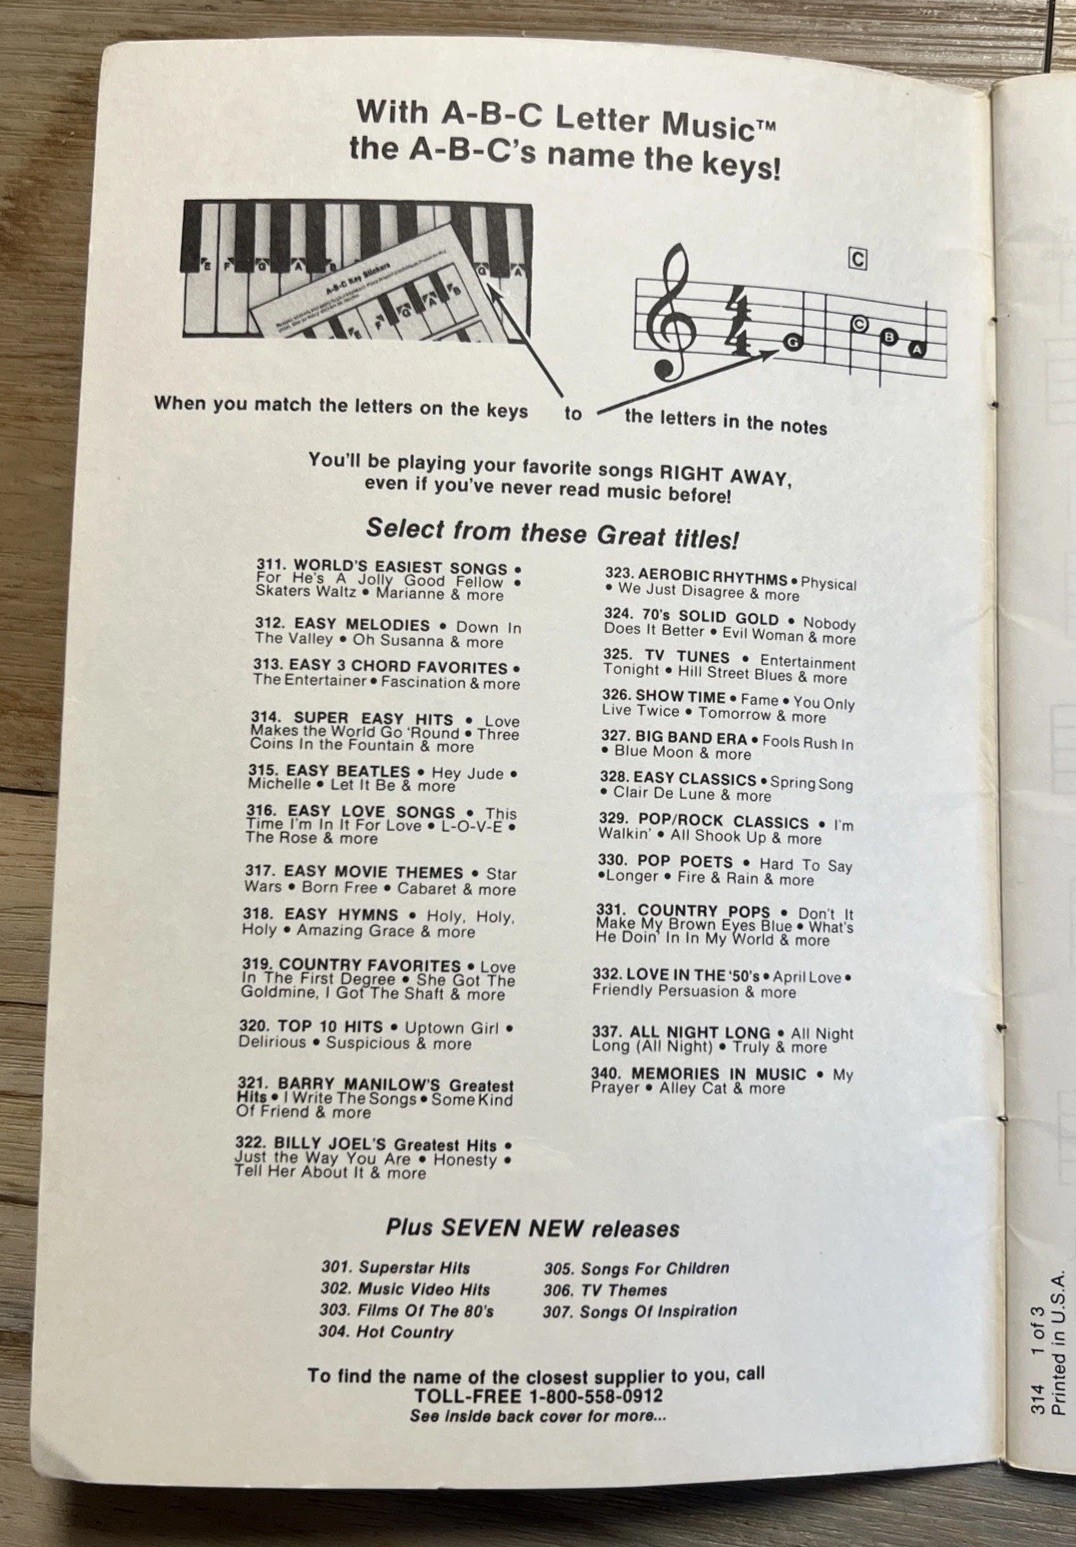 With A-B-C Letter Music™
the A-B-C's name the keys!
E F G A B G A
A-B-C Key Stickers
E F G A B
C
4
4
G C B A
When you match the letters on the keys to the letters in the notes
You'll be playing your favorite songs RIGHT AWAY,
even if you've never read music before!
Select from these Great titles!
311. WORLD'S EASIEST SONGS •
For He's A Jolly Good Fellow •
Skaters Waltz • Marianne & more
312. EASY MELODIES • Down In
The Valley • Oh Susanna & more
313. EASY 3 CHORD FAVORITES •
The Entertainer • Fascination & more
314. SUPER EASY HITS • Love
Makes the World Go 'Round • Three
Coins In the Fountain & more
315. EASY BEATLES • Hey Jude •
Michelle • Let It Be & more
316. EASY LOVE SONGS • This
Time I'm In It For Love • L-O-V-E •
The Rose & more
317. EASY MOVIE THEMES • Star
Wars • Born Free • Cabaret & more
318. EASY HYMNS • Holy, Holy,
Holy • Amazing Grace & more
319. COUNTRY FAVORITES • Love
In The First Degree • She Got The
Goldmine, I Got The Shaft & more
320. TOP 10 HITS • Uptown Girl •
Delirious • Suspicious & more
321. BARRY MANILOW'S Greatest
Hits • I Write The Songs • Some Kind
Of Friend & more
322. BILLY JOEL'S Greatest Hits •
Just the Way You Are • Honesty •
Tell Her About It & more
323. AEROBIC RHYTHMS • Physical
• We Just Disagree & more
324. 70's SOLID GOLD • Nobody
Does It Better • Evil Woman & more
325. TV TUNES • Entertainment
Tonight • Hill Street Blues & more
326. SHOW TIME • Fame • You Only
Live Twice • Tomorrow & more
327. BIG BAND ERA • Fools Rush In
• Blue Moon & more
328. EASY CLASSICS • Spring Song
• Clair De Lune & more
329. POP/ROCK CLASSICS • I'm
Walkin' • All Shook Up & more
330. POP POETS • Hard To Say
•Longer • Fire & Rain & more
331. COUNTRY POPS • Don't It
Make My Brown Eyes Blue • What's
He Doin' In In My World & more
332. LOVE IN THE '50's • April Love •
Friendly Persuasion & more
337. ALL NIGHT LONG • All Night
Long (All Night) • Truly & more
340. MEMORIES IN MUSIC • My
Prayer • Alley Cat & more
Plus SEVEN NEW releases
301. Superstar Hits
302. Music Video Hits
303. Films Of The 80's
304. Hot Country
305. Songs For Children
306. TV Themes
307. Songs Of Inspiration
To find the name of the closest supplier to you, call
TOLL-FREE 1-800-558-0912
See inside back cover for more...
314 1 of 3
Printed in U.S.A.